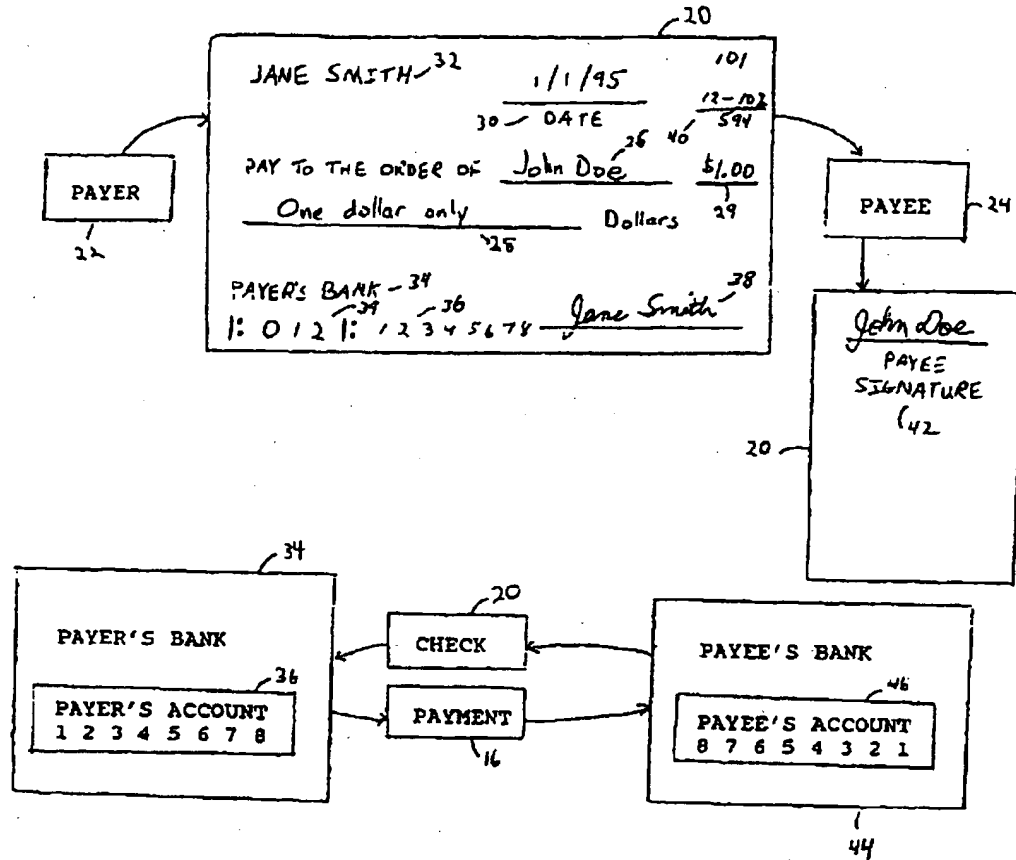 20
JANE SMITH 32 1/1/95 101
30 DATE 40 12-102
594
PAY TO THE ORDER OF John Doe 26 $1.00
29
One dollar only Dollars
28
PAYER'S BANK 34
|: 0 1 2 |: 39 1 2 3 4 5 6 7 8 36 Jane Smith 38
PAYER
22
PAYEE 24
John Doe
PAYEE
SIGNATURE
42
20
34
PAYER'S BANK
36
PAYER'S ACCOUNT
1 2 3 4 5 6 7 8
20
CHECK
PAYMENT
16
PAYEE'S BANK
46
PAYEE'S ACCOUNT
8 7 6 5 4 3 2 1
44